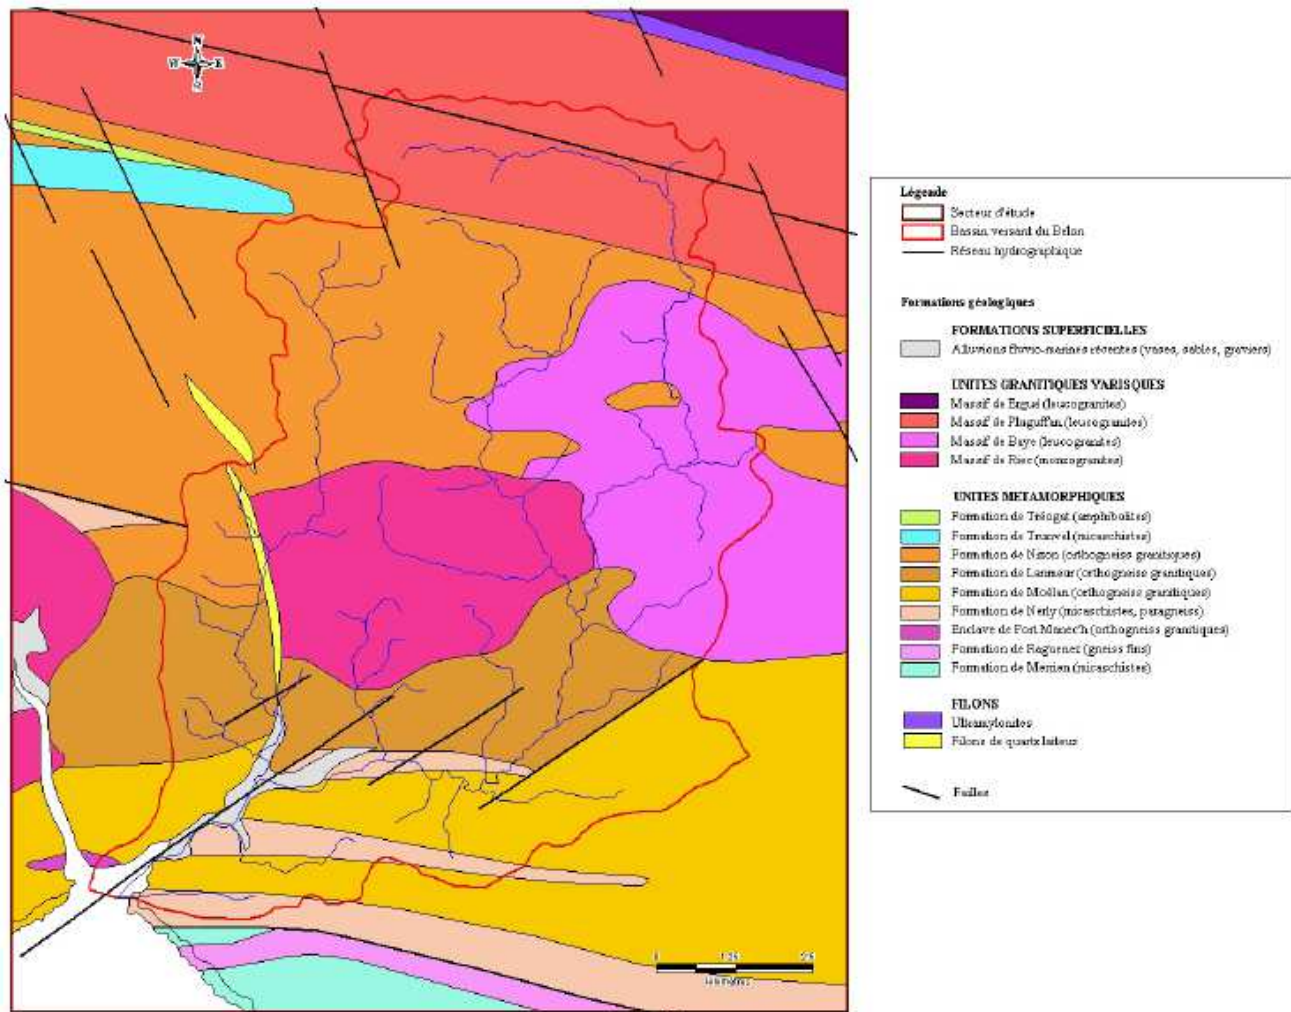 N
W E
S
0 1.25 2.5
kilomètres
Légende
Secteur d'étude
Bassin versant du Belon
Réseau hydrographique
Formations géologiques
FORMATIONS SUPERFICIELLES
Alluvions fluvio-marines récentes (vases, sables, graviers)
UNITES GRANITIQUES VARISQUES
Massif de Ergué (leucogranites)
Massif de Pluguffan (leucogranites)
Massif de Baye (leucogranites)
Massif de Riec (monzogranites)
UNITES METAMORPHIQUES
Formation de Tréogat (amphibolites)
Formation de Trunvel (micaschistes)
Formation de Nizon (orthogneiss granitiques)
Formation de Lanmeur (orthogneiss granitiques)
Formation de Moëlan (orthogneiss granitiques)
Formation de Nerly (micaschistes, paragneiss)
Enclave de Port Manec'h (orthogneiss granitiques)
Formation de Raguenez (gneiss fins)
Formation de Merrien (micaschistes)
FILONS
Ultramylonites
Filons de quartz laiteux
Failles